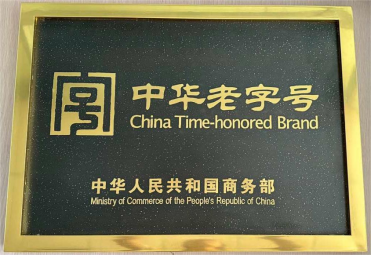 中华老字号
China Time-honored Brand
中华人民共和国商务部
Ministry of Commerce of the People's Republic of China